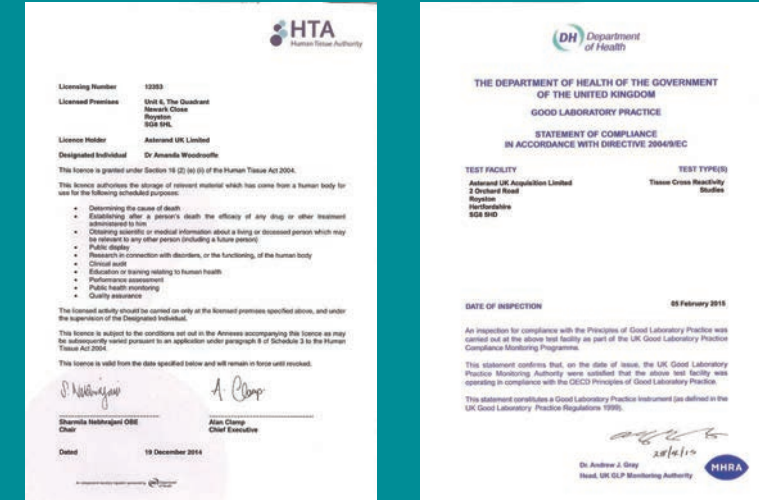 HTA
Human Tissue Authority
Licensing Number 12353
Licensed Premises Unit 6, The Quadrant
Newark Close
Royston
SG8 5HL
Licence Holder Asterand UK Limited
Designated Individual Dr Amanda Woodrooffe
This licence is granted under Section 16 (2) (e) (ii) of the Human Tissue Act 2004.
This licence authorises the storage of relevant material which has come from a human body for
use for the following scheduled purposes:
• Determining the cause of death
• Establishing after a person's death the efficacy of any drug or other treatment
administered to him
• Obtaining scientific or medical information about a living or deceased person which may
be relevant to any other person (including a future person)
• Public display
• Research in connection with disorders, or the functioning, of the human body
• Clinical audit
• Education or training relating to human health
• Performance assessment
• Public health monitoring
• Quality assurance
The licensed activity should be carried on only at the licensed premises specified above, and under
the supervision of the Designated Individual.
This licence is subject to the conditions set out in the Annexes accompanying this licence as may
be subsequently varied pursuant to an application under paragraph 8 of Schedule 3 to the Human
Tissue Act 2004.
This licence is valid from the date specified below and will remain in force until revoked.
S. Nebhrajani A. Clamp
Sharmila Nebhrajani OBE Alan Clamp
Chair Chief Executive
Dated 19 December 2014
DH Department
of Health
THE DEPARTMENT OF HEALTH OF THE GOVERNMENT
OF THE UNITED KINGDOM
GOOD LABORATORY PRACTICE
STATEMENT OF COMPLIANCE
IN ACCORDANCE WITH DIRECTIVE 2004/9/EC
TEST FACILITY TEST TYPE(S)
Asterand UK Acquisition Limited Tissue Cross Reactivity
2 Orchard Road Studies
Royston
Hertfordshire
SG8 5HD
DATE OF INSPECTION 05 February 2015
An inspection for compliance with the Principles of Good Laboratory Practice was
carried out at the above test facility as part of the UK Good Laboratory Practice
Compliance Monitoring Programme.
This statement confirms that, on the date of issue, the UK Good Laboratory
Practice Monitoring Authority were satisfied that the above test facility was
operating in compliance with the OECD Principles of Good Laboratory Practice.
This statement constitutes a Good Laboratory Practice Instrument (as defined in the
UK Good Laboratory Practice Regulations 1999).
28/4/15
Dr. Andrew J. Gray
Head, UK GLP Monitoring Authority
MHRA